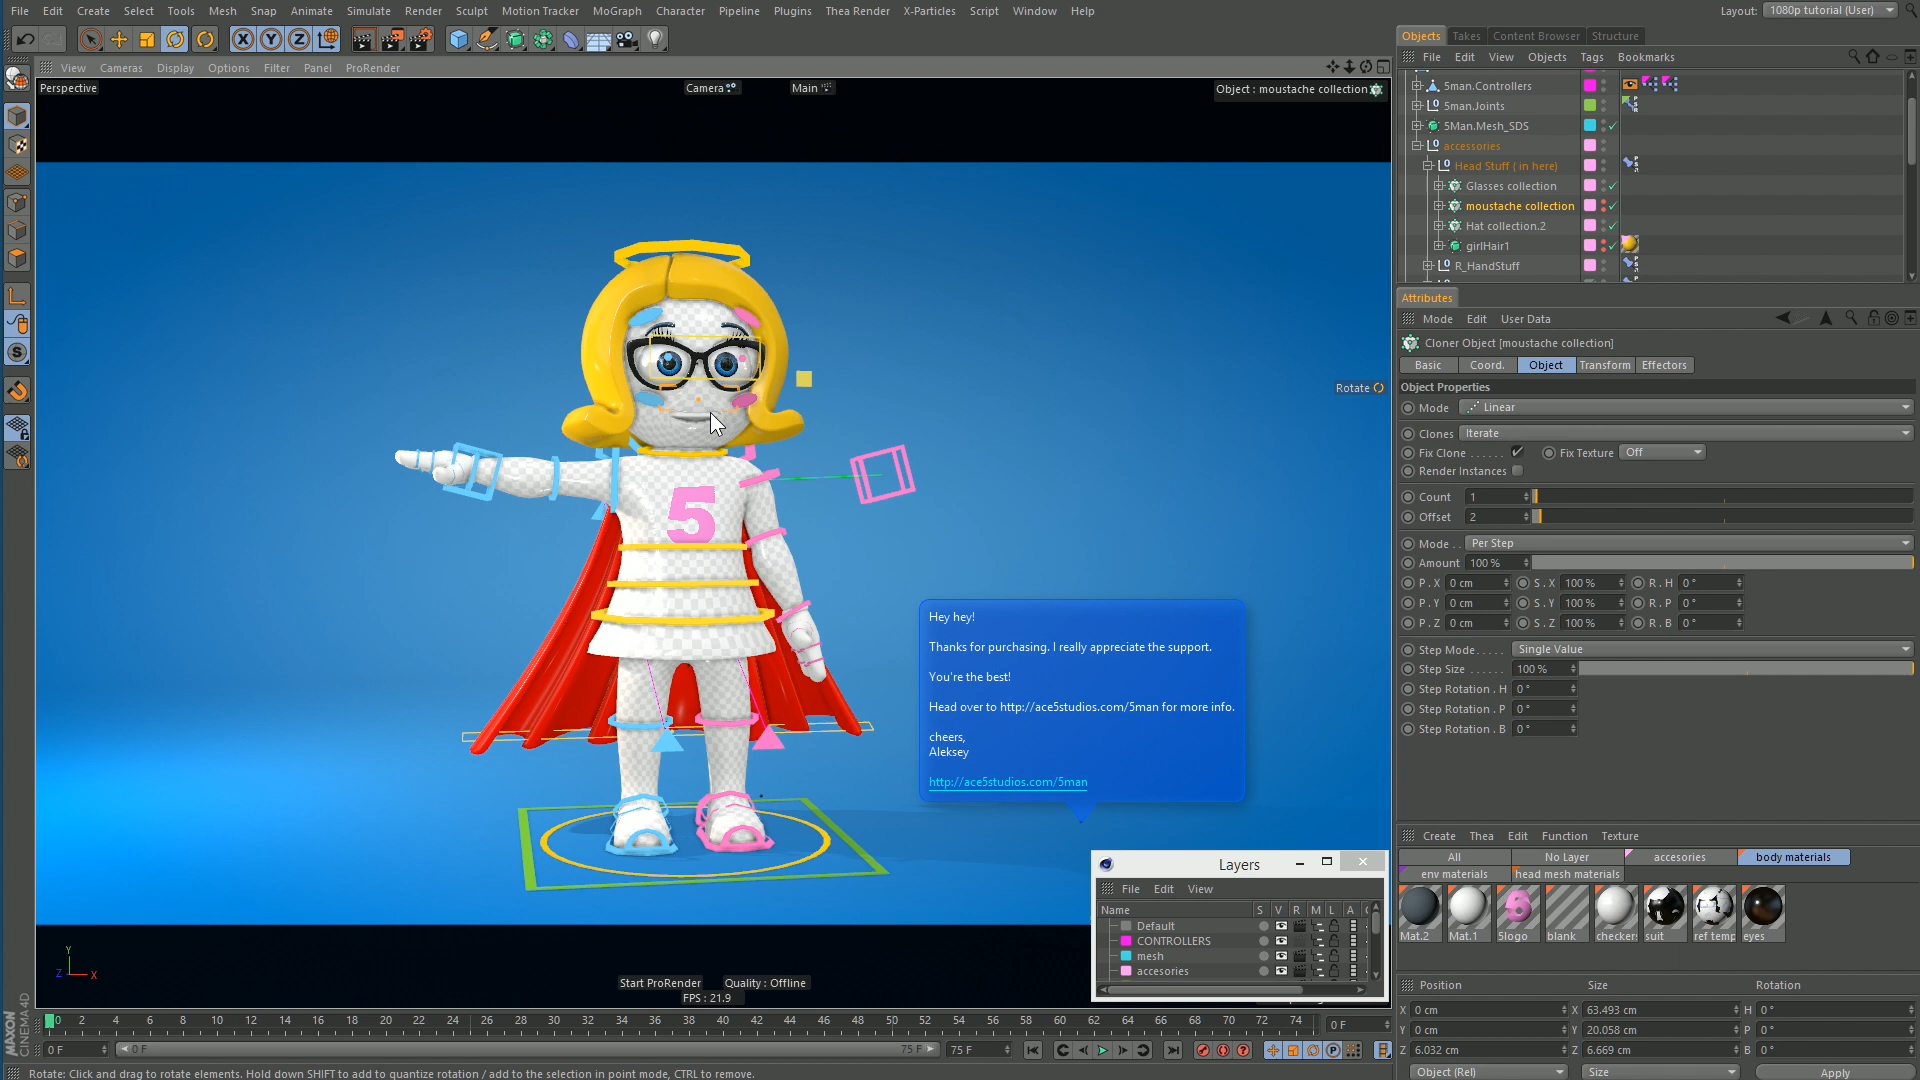 File Edit Create Select Tools Mesh Snap Animate Simulate Render Sculpt Motion Tracker MoGraph Character Pipeline Plugins Thea Render X-Particles Script Window Help
Layout: 1080p tutorial (User)
View Cameras Display Options Filter Panel ProRender
Perspective
Camera
Main
Object : moustache collection
Rotate
5
Hey hey!
Thanks for purchasing. I really appreciate the support.
You're the best!
Head over to http://ace5studios.com/5man for more info.
cheers,
Aleksey
http://ace5studios.com/5man
Layers
File Edit View
Name S V R M L A
Default
CONTROLLERS
mesh
accesories
Y
Z X
Start ProRender Quality : Offline
FPS : 21.9
Objects Takes Content Browser Structure
File Edit View Objects Tags Bookmarks
5man.Controllers
5man.Joints
5Man.Mesh_SDS
accessories
Head Stuff ( in here)
Glasses collection
moustache collection
Hat collection.2
girlHair1
R_HandStuff
Attributes
Mode Edit User Data
Cloner Object [moustache collection]
Basic Coord. Object Transform Effectors
Object Properties
Mode Linear
Clones Iterate
Fix Clone . . . . . . Fix Texture Off
Render Instances
Count 1
Offset 2
Mode . . Per Step
Amount 100 %
P . X 0 cm S . X 100 % R . H 0 °
P . Y 0 cm S . Y 100 % R . P 0 °
P . Z 0 cm S . Z 100 % R . B 0 °
Step Mode. . . . . Single Value
Step Size . . . . . . 100 %
Step Rotation . H 0 °
Step Rotation . P 0 °
Step Rotation . B 0 °
Create Thea Edit Function Texture
All No Layer accesories body materials
env materials head mesh materials
Mat.2 Mat.1 5logo blank checker suit ref temp eyes
Position Size Rotation
X 0 cm X 63.493 cm H 0 °
Y 0 cm Y 20.058 cm P 0 °
Z 6.032 cm Z 6.669 cm B 0 °
Object (Rel) Size Apply
0 2 4 6 8 10 12 14 16 18 20 22 24 26 28 30 32 34 36 38 40 42 44 46 48 50 52 54 56 58 60 62 64 66 68 70 72 74 0 F
0 F 0 F 75 F 75 F
MAXON
CINEMA4D
Rotate: Click and drag to rotate elements. Hold down SHIFT to add to quantize rotation / add to the selection in point mode, CTRL to remove.